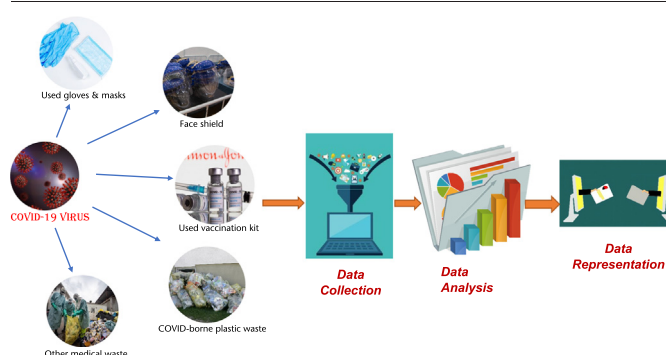 Used gloves & masks
Face shield
COVID-19 VIRUS
Used vaccination kit
COVID-borne plastic waste
Other medical waste
Data
Collection
Data
Analysis
Data
Representation